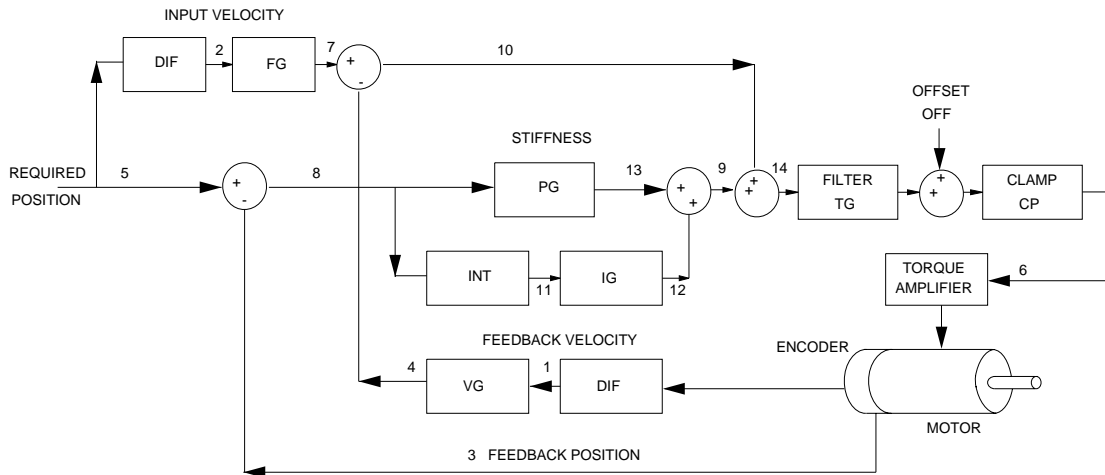 INPUT VELOCITY
DIF
2
FG
7
+
-
10
OFFSET
OFF
STIFFNESS
REQUIRED
POSITION
5
+
-
8
PG
13
+
+
9
+
+
14
FILTER
TG
+
+
CLAMP
CP
INT
11
IG
12
TORQUE
AMPLIFIER
6
FEEDBACK VELOCITY
ENCODER
4
VG
1
DIF
MOTOR
3 FEEDBACK POSITION